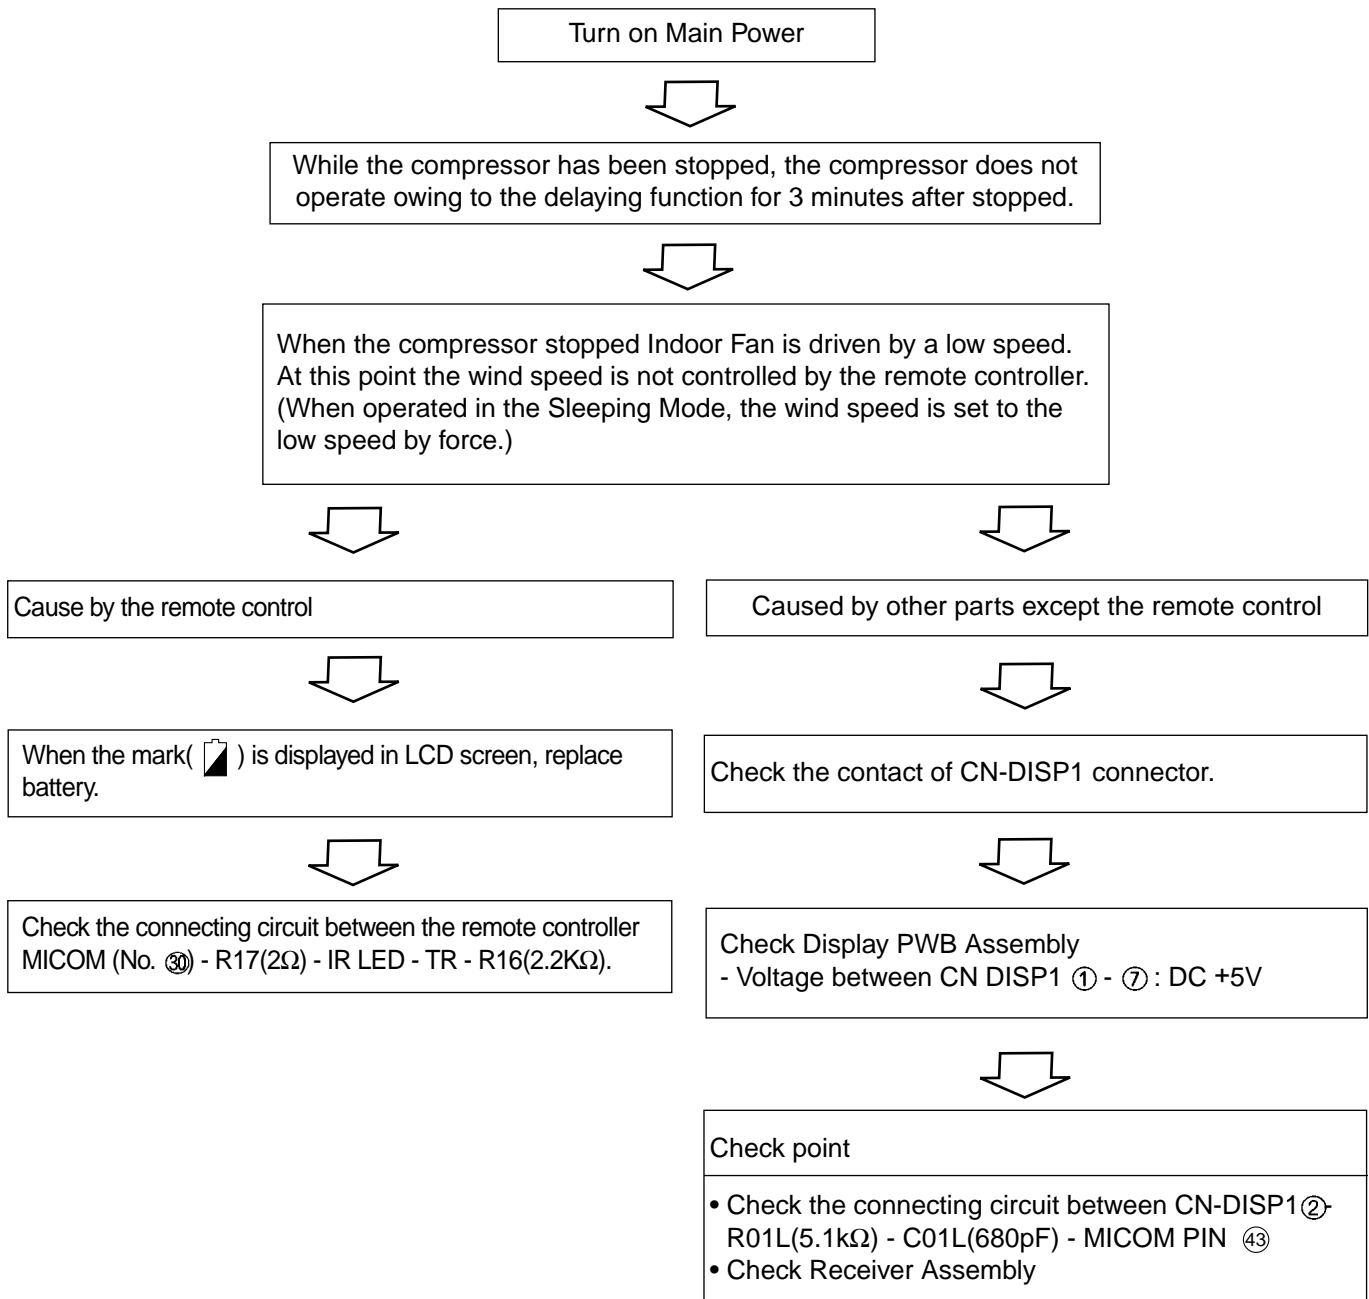 Turn on Main Power
While the compressor has been stopped, the compressor does not
operate owing to the delaying function for 3 minutes after stopped.
When the compressor stopped Indoor Fan is driven by a low speed.
At this point the wind speed is not controlled by the remote controller.
(When operated in the Sleeping Mode, the wind speed is set to the
low speed by force.)
Cause by the remote control
When the mark( ) is displayed in LCD screen, replace
battery.
Check the connecting circuit between the remote controller
MICOM (No. ㉚) - R17(2Ω) - IR LED - TR - R16(2.2KΩ).
Caused by other parts except the remote control
Check the contact of CN-DISP1 connector.
Check Display PWB Assembly
- Voltage between CN DISP1 ① - ⑦ : DC +5V
Check point
• Check the connecting circuit between CN-DISP1②-
R01L(5.1kΩ) - C01L(680pF) - MICOM PIN ㊸
• Check Receiver Assembly